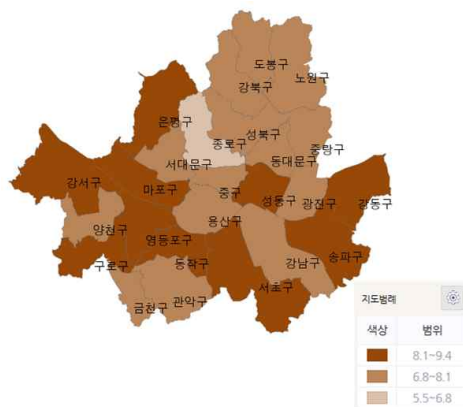 도봉구
노원구
강북구
은평구
성북구
종로구
중랑구
서대문구
동대문구
강서구
마포구
중구
성동구
광진구
강동구
양천구
용산구
영등포구
송파구
구로구
동작구
강남구
서초구
금천구
관악구
지도범례
색상 범위
8.1~9.4
6.8~8.1
5.5~6.8